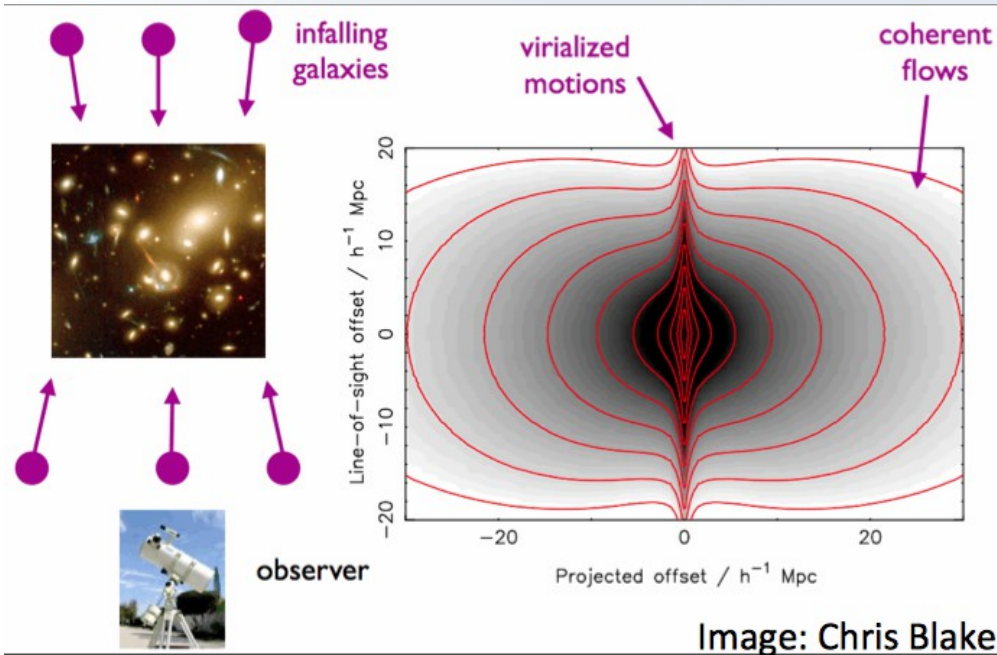 infalling
galaxies
virialized
motions
coherent
flows
Line-of-sight offset / h⁻¹ Mpc
20
10
0
−10
−20
−20
0
20
Projected offset / h⁻¹ Mpc
observer
Image: Chris Blake